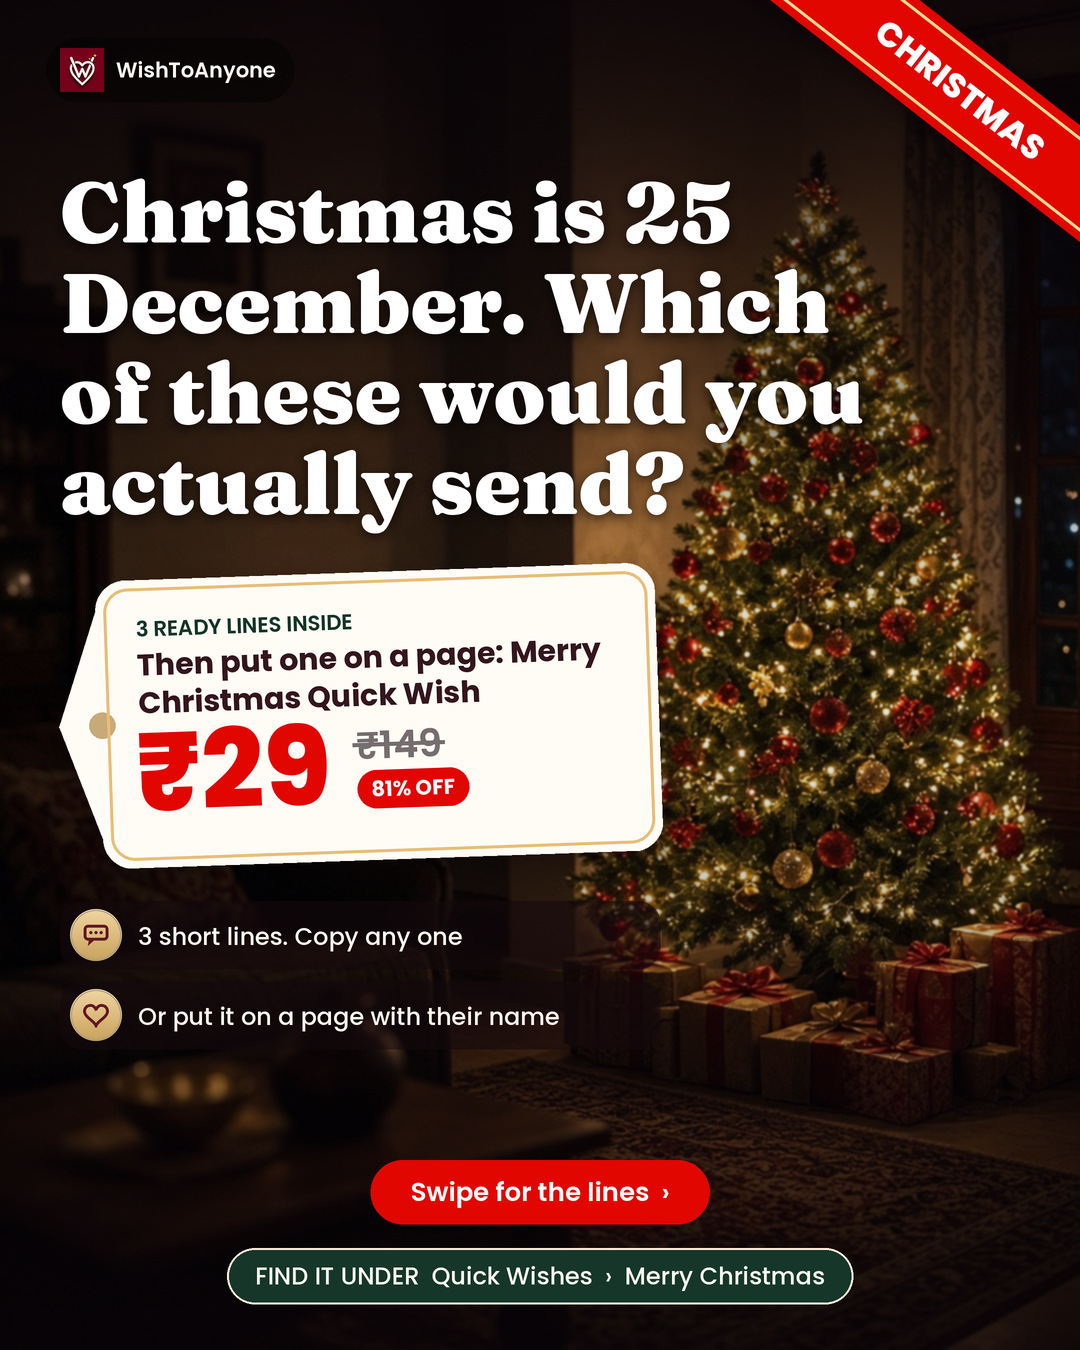 WishToAnyone
CHRISTMAS
Christmas is 25
December. Which
of these would you
actually send?
3 READY LINES INSIDE
Then put one on a page: Merry
Christmas Quick Wish
₹29 ₹149
81% OFF
3 short lines. Copy any one
Or put it on a page with their name
Swipe for the lines ›
FIND IT UNDER Quick Wishes › Merry Christmas